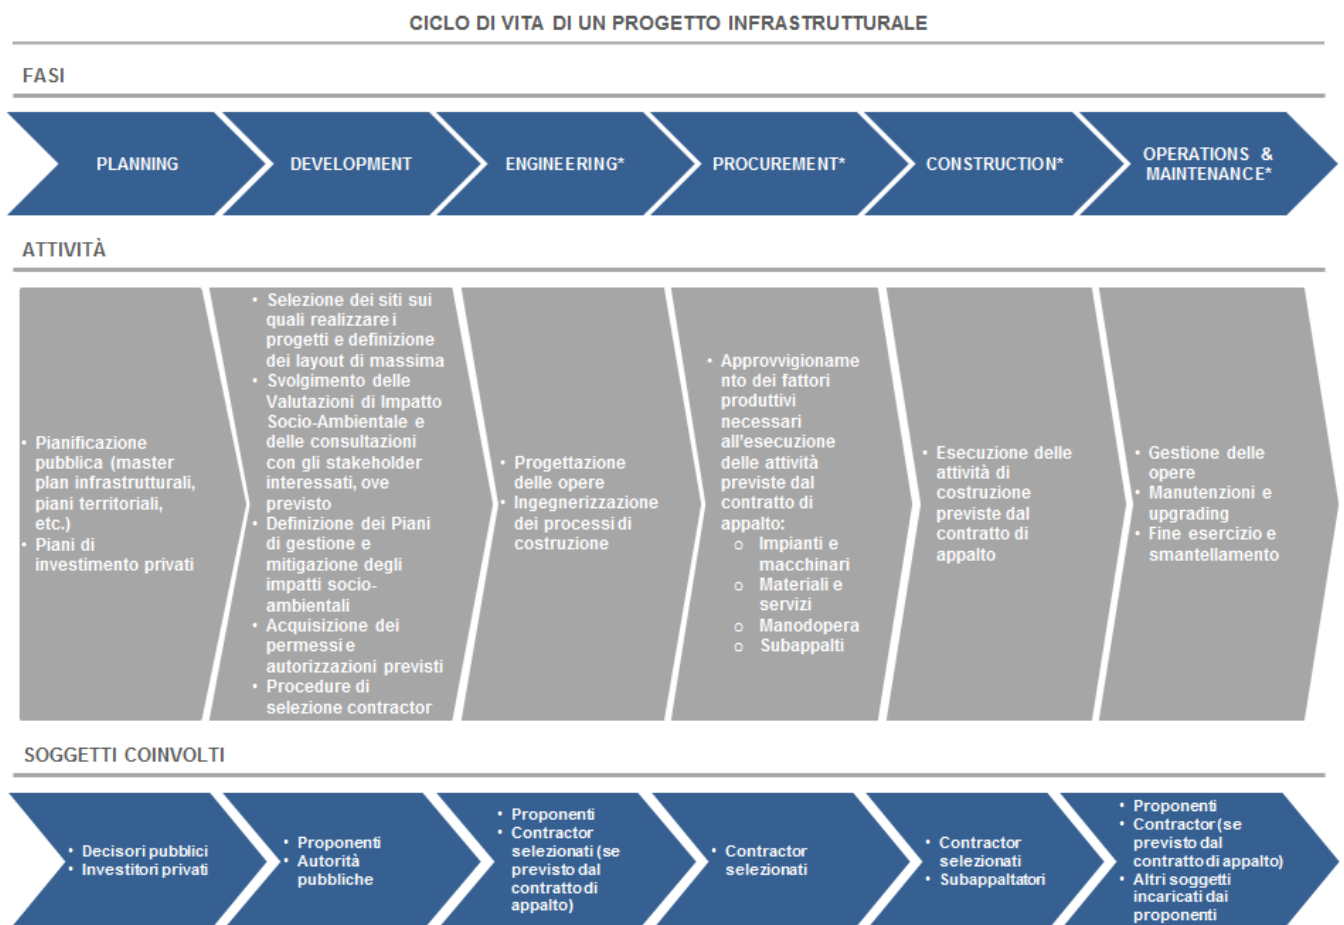 CICLO DI VITA DI UN PROGETTO INFRASTRUTTURALE
FASI
PLANNING
DEVELOPMENT
ENGINEERING*
PROCUREMENT*
CONSTRUCTION*
OPERATIONS &
MAINTENANCE*
ATTIVITÀ
• Pianificazione
pubblica (master
plan infrastrutturali,
piani territoriali,
etc.)
• Piani di
investimento privati
• Selezione dei siti sui
quali realizzare i
progetti e definizione
dei layout di massima
• Svolgimento delle
Valutazioni di Impatto
Socio-Ambientale e
delle consultazioni
con gli stakeholder
interessati, ove
previsto
• Definizione dei Piani
di gestione e
mitigazione degli
impatti socio-
ambientali
• Acquisizione dei
permessi e
autorizzazioni previsti
• Procedure di
selezione contractor
• Progettazione
delle opere
• Ingegnerizzazione
dei processi di
costruzione
• Approvvigioname
nto dei fattori
produttivi
necessari
all'esecuzione
delle attività
previste dal
contratto di
appalto:
o Impianti e
macchinari
o Materiali e
servizi
o Manodopera
o Subappalti
• Esecuzione delle
attività di
costruzione
previste dal
contratto di
appalto
• Gestione delle
opere
• Manutenzioni e
upgrading
• Fine esercizio e
smantellamento
SOGGETTI COINVOLTI
• Decisori pubblici
• Investitori privati
• Proponenti
• Autorità
pubbliche
• Proponenti
• Contractor
selezionati (se
previsto dal
contratto di
appalto)
• Contractor
selezionati
• Contractor
selezionati
• Subappaltatori
• Proponenti
• Contractor (se
previsto dal
contratto di appalto)
• Altri soggetti
incaricati dai
proponenti